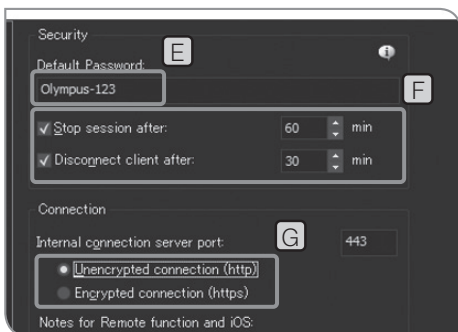 Security
E
Default Password:
Olympus-123
F
Stop session after: 60 min
Disconnect client after: 30 min
Connection
Internal connection server port: 443
G
Unencrypted connection (http)
Encrypted connection (https)
Notes for Remote function and iOS: